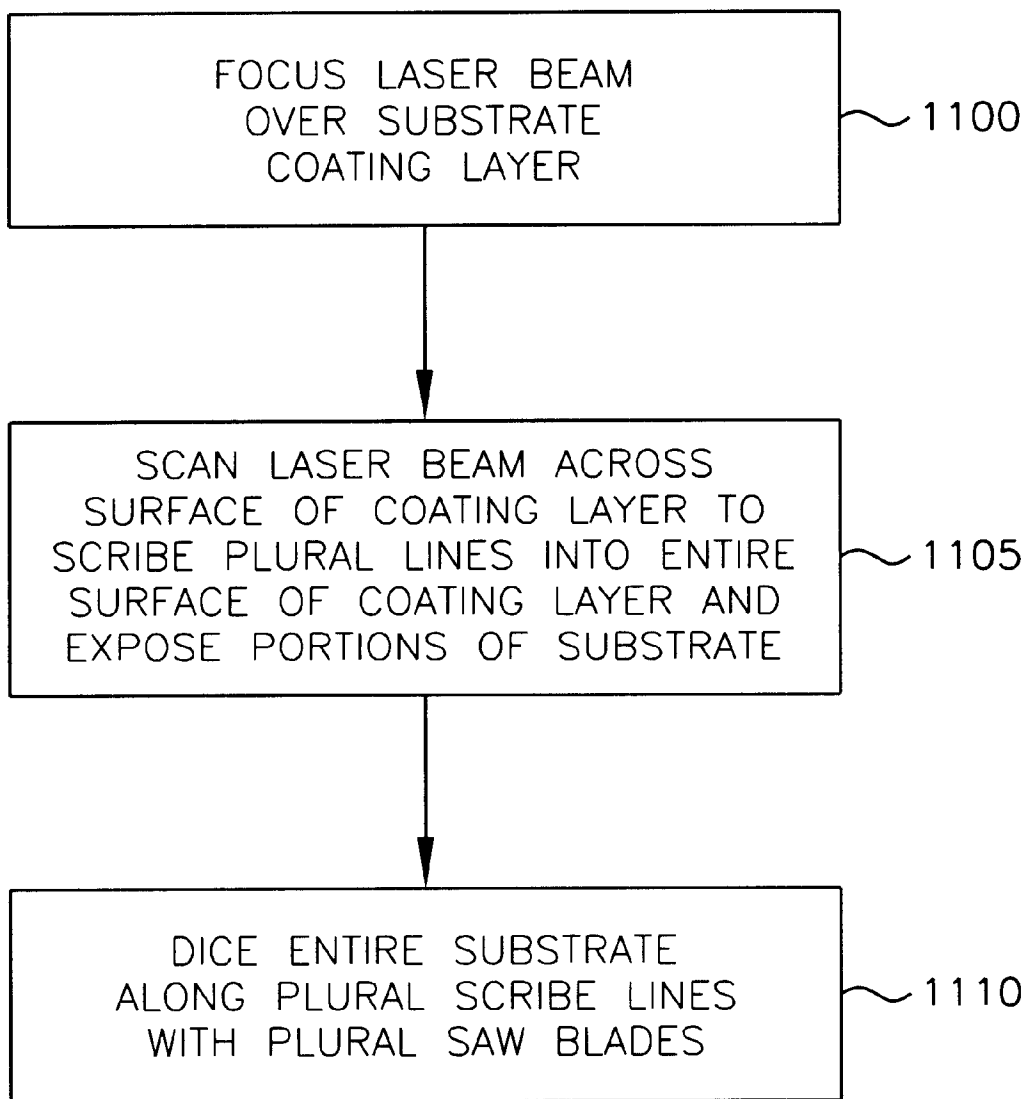 FOCUS LASER BEAM
OVER SUBSTRATE
COATING LAYER
1100
SCAN LASER BEAM ACROSS
SURFACE OF COATING LAYER TO
SCRIBE PLURAL LINES INTO ENTIRE
SURFACE OF COATING LAYER AND
EXPOSE PORTIONS OF SUBSTRATE
1105
DICE ENTIRE SUBSTRATE
ALONG PLURAL SCRIBE LINES
WITH PLURAL SAW BLADES
1110